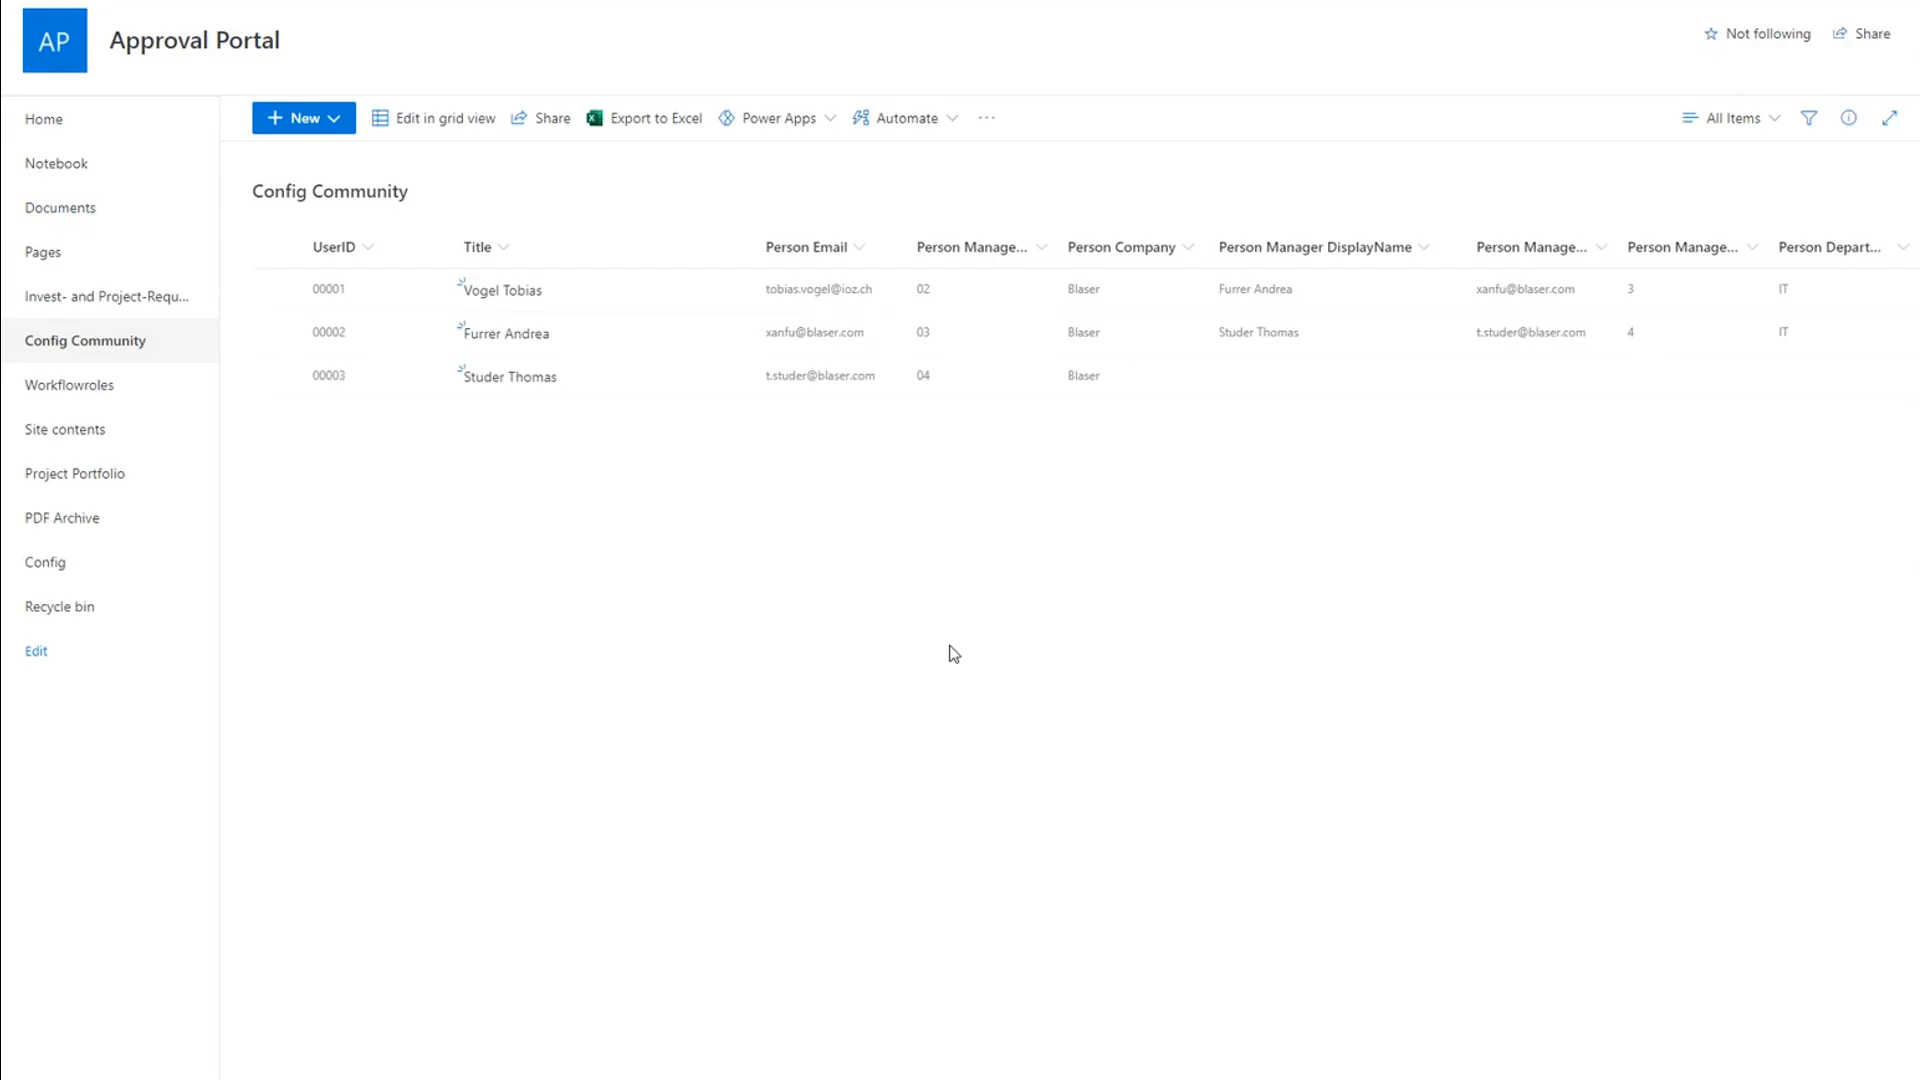 AP
Approval Portal
Not following
Share
Home
Notebook
Documents
Pages
Invest- and Project-Requ...
Config Community
Workflowroles
Site contents
Project Portfolio
PDF Archive
Config
Recycle bin
Edit
New
Edit in grid view
Share
Export to Excel
Power Apps
Automate
...
All Items
Config Community
UserID Title Person Email Person Manage... Person Company Person Manager DisplayName Person Manage... Person Manage... Person Depart...
00001 Vogel Tobias tobias.vogel@ioz.ch 02 Blaser Furrer Andrea xanfu@blaser.com 3 IT
00002 Furrer Andrea xanfu@blaser.com 03 Blaser Studer Thomas t.studer@blaser.com 4 IT
00003 Studer Thomas t.studer@blaser.com 04 Blaser